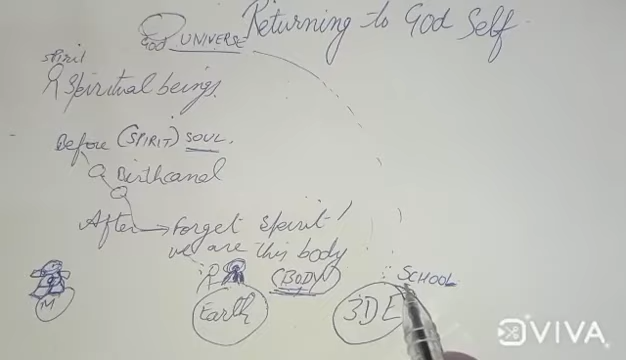 Returning to God Self
God UNIVERSE
spirit
Spiritual beings.
Before (SPIRIT) SOUL.
Birthcanal
After → Forget Spirit!
we are this body
(BODY)
SCHOOL
M
Earth
3DE
VIVA